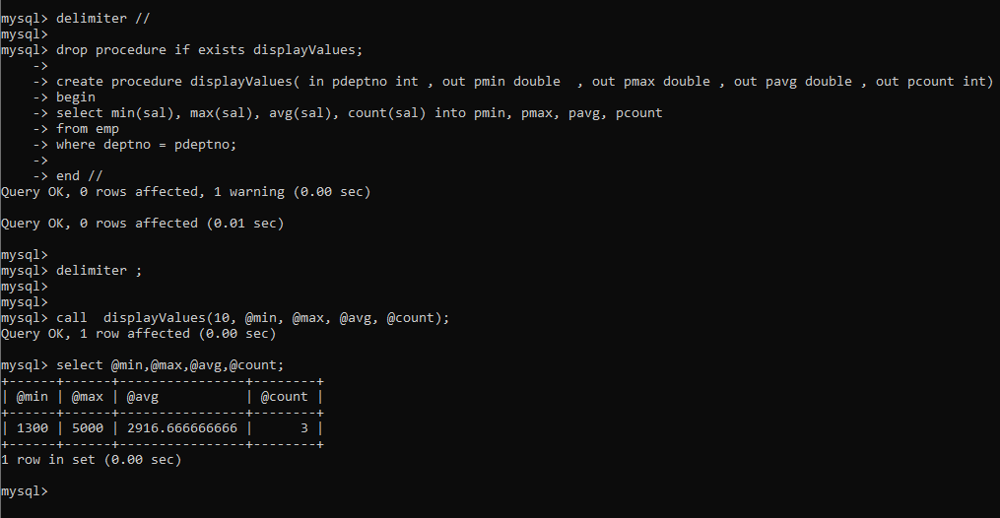 mysql> delimiter //
mysql>
mysql> drop procedure if exists displayValues;
    ->
    -> create procedure displayValues( in pdeptno int , out pmin double  , out pmax double , out pavg double , out pcount int)
    -> begin
    -> select min(sal), max(sal), avg(sal), count(sal) into pmin, pmax, pavg, pcount
    -> from emp
    -> where deptno = pdeptno;
    ->
    -> end //
Query OK, 0 rows affected, 1 warning (0.00 sec)

Query OK, 0 rows affected (0.01 sec)

mysql>
mysql> delimiter ;
mysql>
mysql>
mysql> call  displayValues(10, @min, @max, @avg, @count);
Query OK, 1 row affected (0.00 sec)

mysql> select @min,@max,@avg,@count;
+------+------+----------------+--------+
| @min | @max | @avg           | @count |
+------+------+----------------+--------+
| 1300 | 5000 | 2916.666666666 |      3 |
+------+------+----------------+--------+
1 row in set (0.00 sec)

mysql>